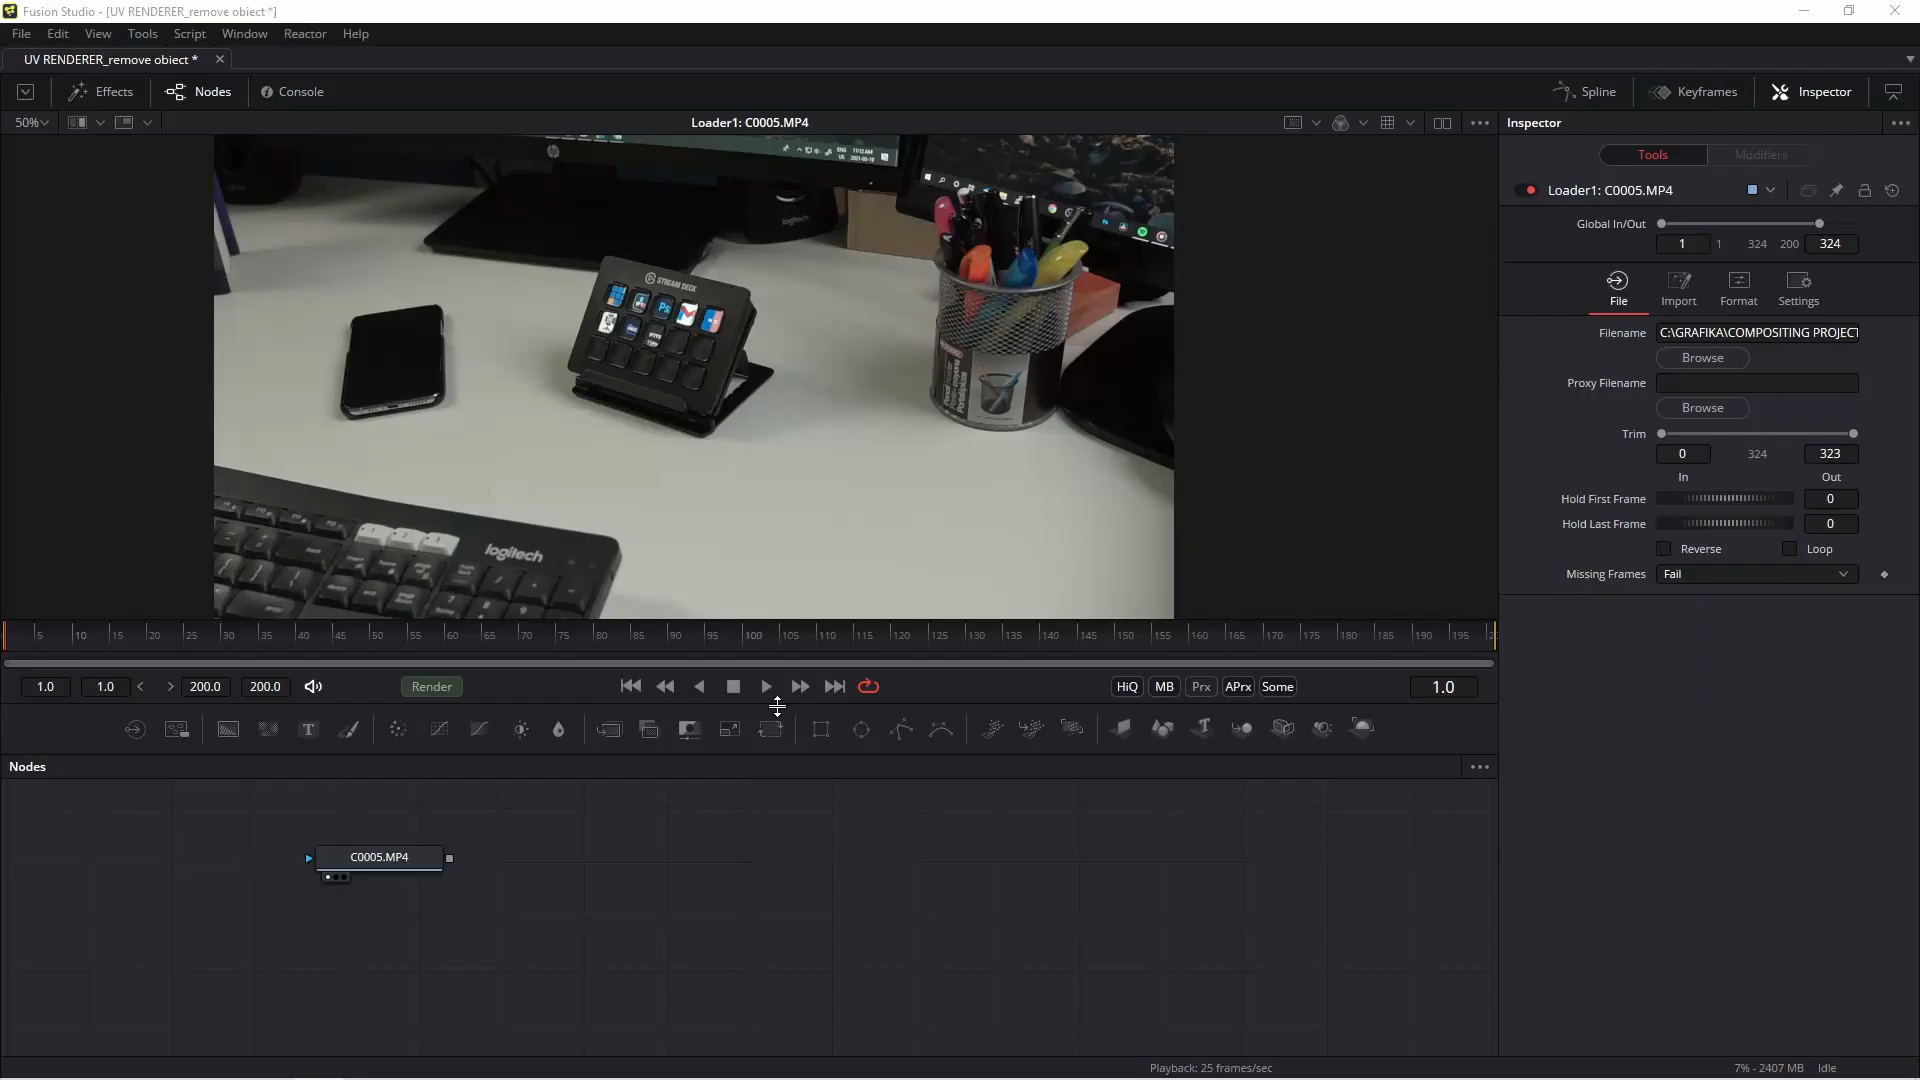 Fusion Studio - [UV RENDERER_remove obiect *]
File Edit View Tools Script Window Reactor Help
UV RENDERER_remove obiect *
Effects Nodes Console Spline Keyframes Inspector
50% Loader1: C0005.MP4 Inspector
Tools Modifiers
Loader1: C0005.MP4
Global In/Out
1 1 324 200 324
File Import Format Settings
Filename C:\GRAFIKA\COMPOSITING PROJECT
Browse
Proxy Filename
Browse
Trim
0 324 323
In Out
Hold First Frame 0
Hold Last Frame 0
Reverse Loop
Missing Frames Fail
hp
ENG 11:12 AM
logitech
STREAM DECK
Ps
logitech
5 10 15 20 25 30 35 40 45 50 55 60 65 70 75 80 85 90 95 100 105 110 115 120 125 130 135 140 145 150 155 160 165 170 175 180 185 190 195
1.0 1.0 < > 200.0 200.0 Render HiQ MB Prx APrx Some 1.0
T
Nodes
C0005.MP4
Playback: 25 frames/sec 7% - 2407 MB Idle